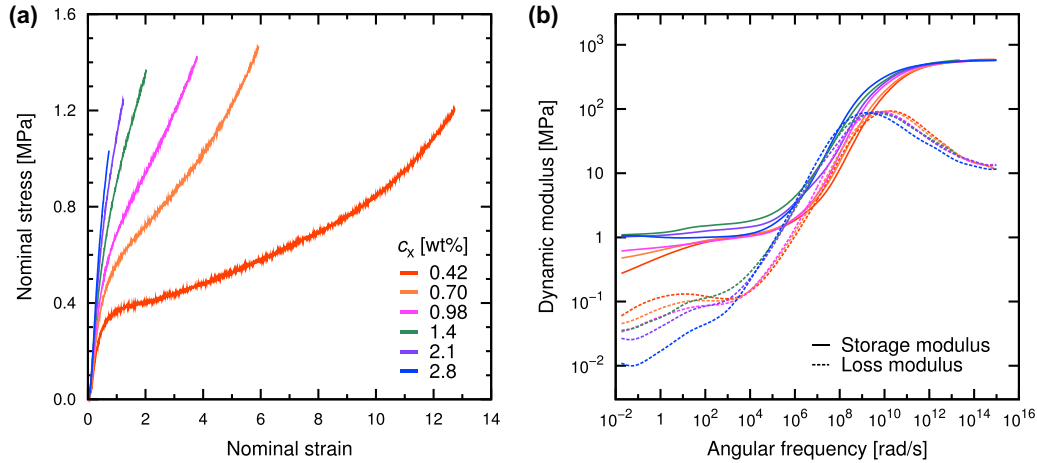 (a)
Nominal stress [MPa]
1.6
1.2
0.8
0.4
0.0
0 2 4 6 8 10 12 14
Nominal strain
cx [wt%]
0.42
0.70
0.98
1.4
2.1
2.8
(b)
Dynamic modulus [MPa]
10³
10²
10
1
10⁻¹
10⁻²
10⁻² 1 10² 10⁴ 10⁶ 10⁸ 10¹⁰ 10¹² 10¹⁴ 10¹⁶
Angular frequency [rad/s]
Storage modulus
Loss modulus